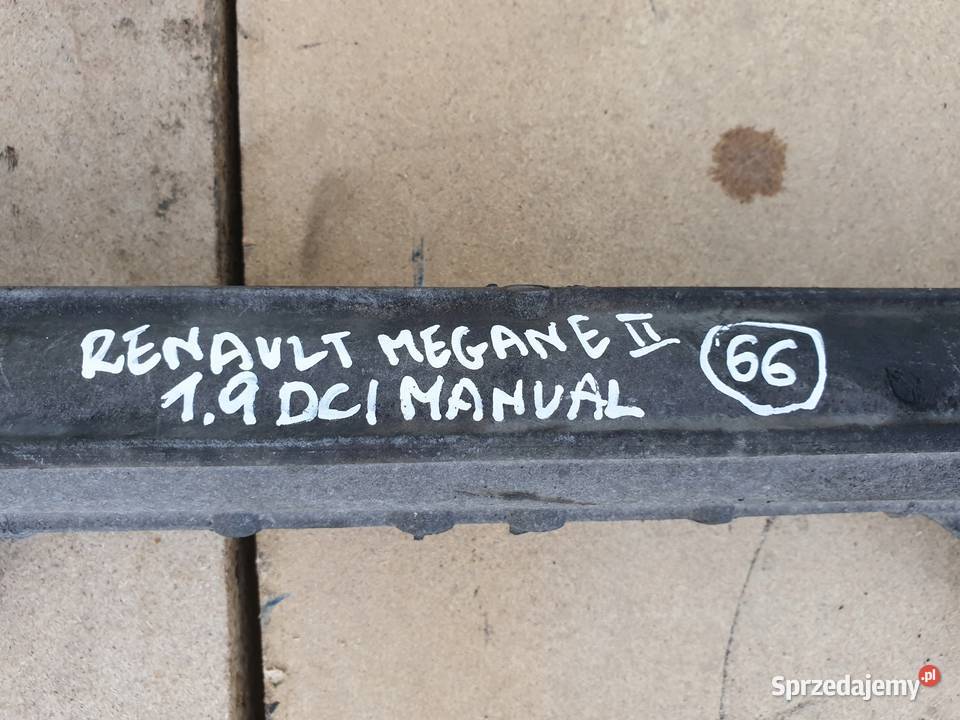 RENAULT MEGANE II 66
1.9 DCI MANUAL
Sprzedajemy.pl